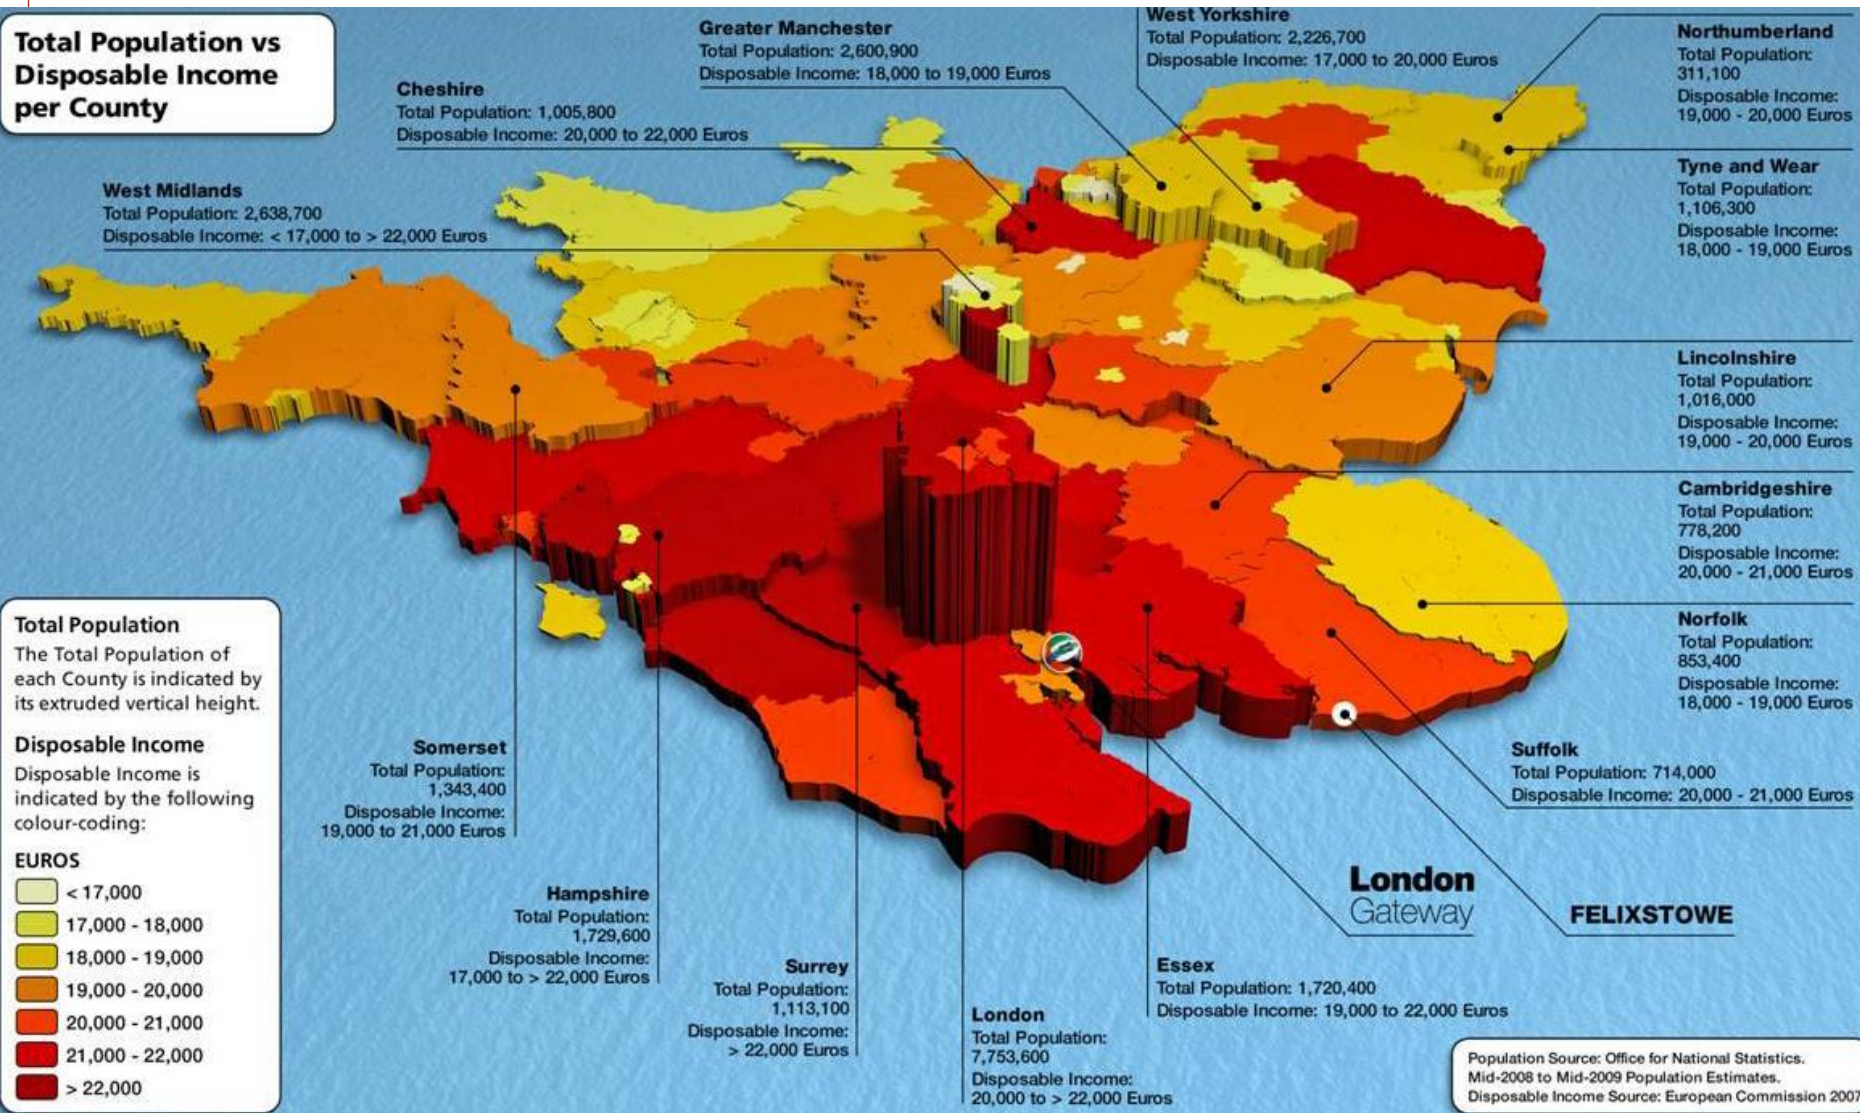 Total Population vs
Disposable Income
per County
Greater Manchester
Total Population: 2,600,900
Disposable Income: 18,000 to 19,000 Euros
West Yorkshire
Total Population: 2,226,700
Disposable Income: 17,000 to 20,000 Euros
Northumberland
Total Population:
311,100
Disposable Income:
19,000 - 20,000 Euros
Cheshire
Total Population: 1,005,800
Disposable Income: 20,000 to 22,000 Euros
West Midlands
Total Population: 2,638,700
Disposable Income: < 17,000 to > 22,000 Euros
Tyne and Wear
Total Population:
1,106,300
Disposable Income:
18,000 - 19,000 Euros
Lincolnshire
Total Population:
1,016,000
Disposable Income:
19,000 - 20,000 Euros
Cambridgeshire
Total Population:
778,200
Disposable Income:
20,000 - 21,000 Euros
Norfolk
Total Population:
853,400
Disposable Income:
18,000 - 19,000 Euros
Suffolk
Total Population: 714,000
Disposable Income: 20,000 - 21,000 Euros
Total Population
The Total Population of
each County is indicated by
its extruded vertical height.
Disposable Income
Disposable Income is
indicated by the following
colour-coding:
EUROS
< 17,000
17,000 - 18,000
18,000 - 19,000
19,000 - 20,000
20,000 - 21,000
21,000 - 22,000
> 22,000
Somerset
Total Population:
1,343,400
Disposable Income:
19,000 to 21,000 Euros
Hampshire
Total Population:
1,729,600
Disposable Income:
17,000 to > 22,000 Euros
Surrey
Total Population:
1,113,100
Disposable Income:
> 22,000 Euros
London
Total Population:
7,753,600
Disposable Income:
20,000 to > 22,000 Euros
Essex
Total Population: 1,720,400
Disposable Income: 19,000 to 22,000 Euros
London
Gateway
FELIXSTOWE
Population Source: Office for National Statistics.
Mid-2008 to Mid-2009 Population Estimates.
Disposable Income Source: European Commission 2007